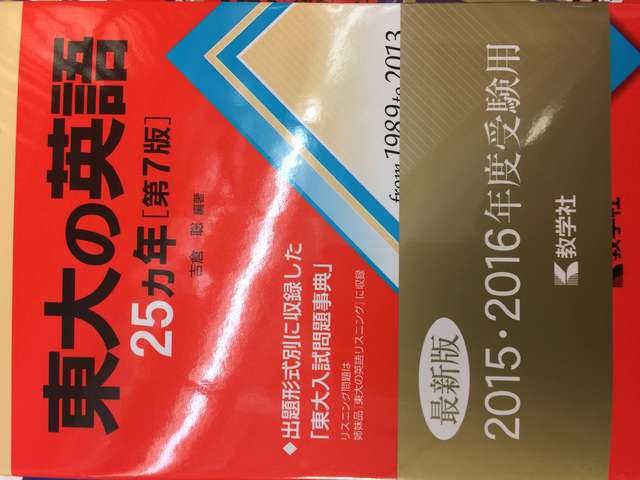 東大の英語
25カ年[第7版]
吉倉 聡 編著
from 1989 to 2013
◆出題形式別に収録した
「東大入試問題事典」
リスニング問題は
姉妹品「東大の英語リスニング」に収録
最新版
2015・2016年度受験用
教学社
教学社